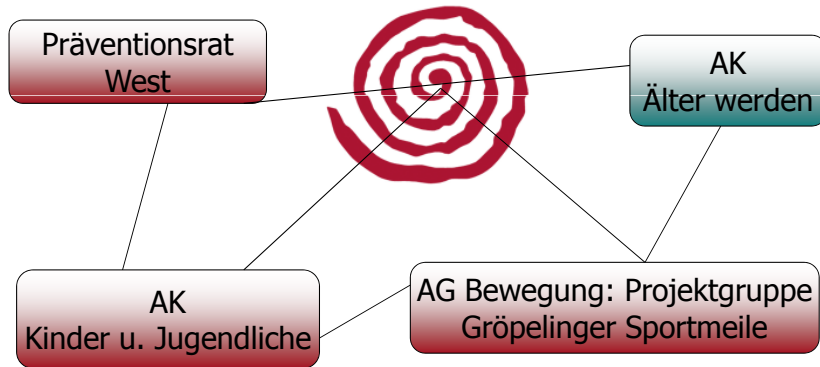 Präventionsrat
West
AK
Älter werden
AK
Kinder u. Jugendliche
AG Bewegung: Projektgruppe
Gröpelinger Sportmeile